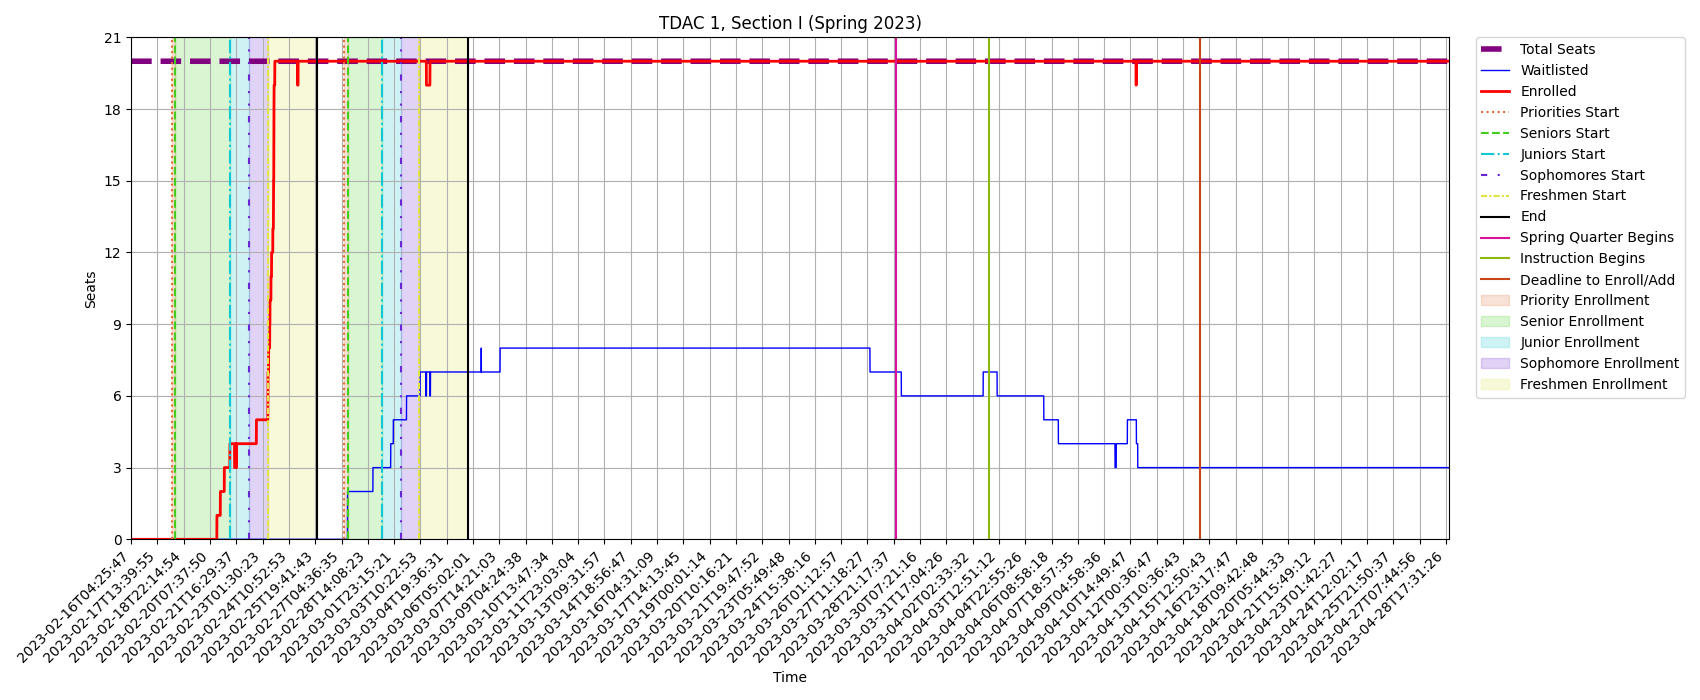 TDAC 1, Section I (Spring 2023)
21
18
15
12
9
6
3
0
Seats
2023-02-16T04:25:47
2023-02-17T13:39:55
2023-02-18T22:14:54
2023-02-20T07:37:50
2023-02-21T16:29:37
2023-02-23T01:30:23
2023-02-24T10:52:53
2023-02-25T19:41:43
2023-02-27T04:36:35
2023-02-28T14:08:23
2023-03-01T23:15:21
2023-03-03T10:22:53
2023-03-04T19:36:31
2023-03-06T05:02:01
2023-03-07T14:21:03
2023-03-09T04:24:38
2023-03-10T13:47:34
2023-03-11T23:03:04
2023-03-13T09:31:57
2023-03-14T18:56:47
2023-03-16T04:31:09
2023-03-17T14:13:45
2023-03-19T00:01:14
2023-03-20T10:16:21
2023-03-21T19:47:52
2023-03-23T05:49:48
2023-03-24T15:38:16
2023-03-26T01:12:57
2023-03-27T11:18:27
2023-03-28T21:17:37
2023-03-30T07:21:16
2023-03-31T17:04:26
2023-04-02T02:33:32
2023-04-03T12:51:12
2023-04-04T22:55:26
2023-04-06T08:58:18
2023-04-07T18:57:35
2023-04-09T04:58:36
2023-04-10T14:49:47
2023-04-12T00:36:47
2023-04-13T10:36:43
2023-04-15T12:50:43
2023-04-16T23:17:47
2023-04-18T09:42:48
2023-04-20T05:44:33
2023-04-21T15:49:12
2023-04-23T01:42:27
2023-04-24T12:02:17
2023-04-25T21:50:37
2023-04-27T07:44:56
2023-04-28T17:31:26
Time
Total Seats
Waitlisted
Enrolled
Priorities Start
Seniors Start
Juniors Start
Sophomores Start
Freshmen Start
End
Spring Quarter Begins
Instruction Begins
Deadline to Enroll/Add
Priority Enrollment
Senior Enrollment
Junior Enrollment
Sophomore Enrollment
Freshmen Enrollment